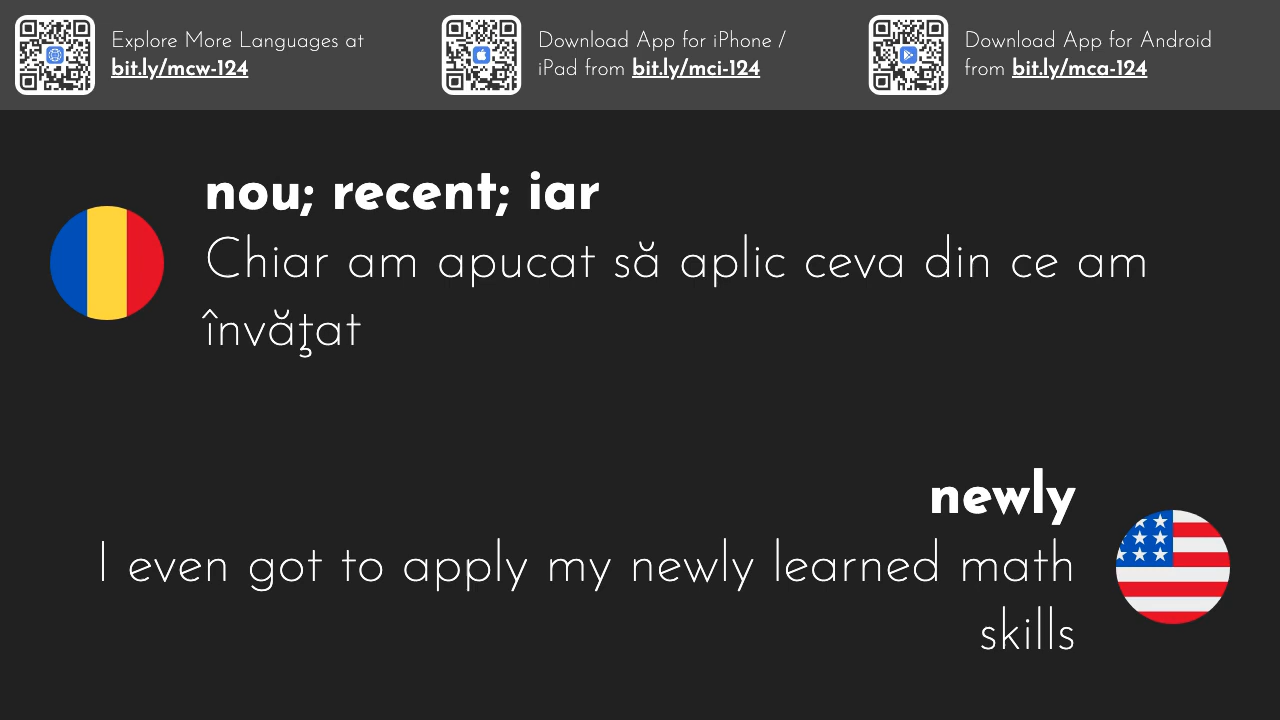 Explore More Languages at
bit.ly/mcw-124
Download App for iPhone /
iPad from bit.ly/mci-124
Download App for Android
from bit.ly/mca-124
nou; recent; iar
Chiar am apucat să aplic ceva din ce am
învăţat
newly
I even got to apply my newly learned math
skills